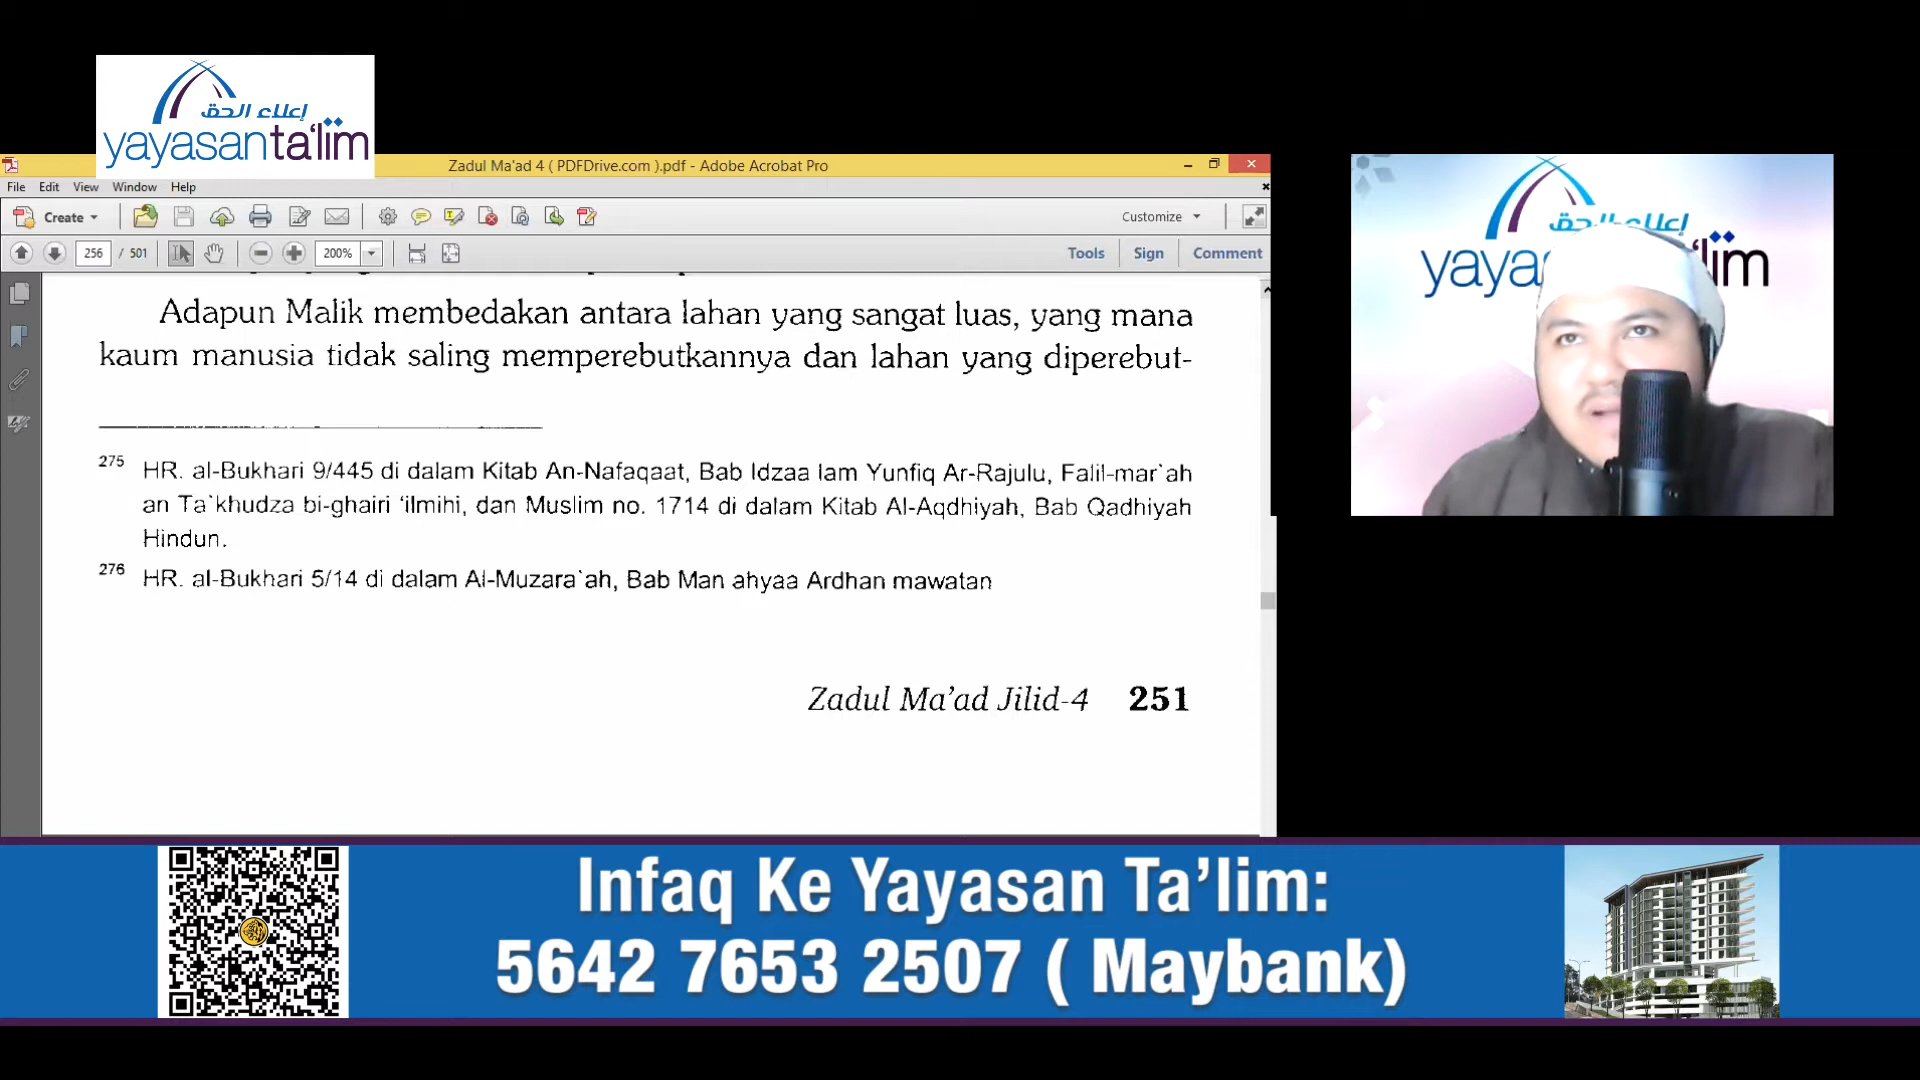 إعلاء الحق
yayasanta'lim
Zadul Ma'ad 4 ( PDFDrive.com ).pdf - Adobe Acrobat Pro
File Edit View Window Help
Create
Customize
256 / 501
200%
Tools Sign Comment
Adapun Malik membedakan antara lahan yang sangat luas, yang mana
kaum manusia tidak saling memperebutkannya dan lahan yang diperebut-
275 HR. al-Bukhari 9/445 di dalam Kitab An-Nafaqaat, Bab Idzaa lam Yunfiq Ar-Rajulu, Falil-mar`ah
an Ta`khudza bi-ghairi 'ilmihi, dan Muslim no. 1714 di dalam Kitab Al-Aqdhiyah, Bab Qadhiyah
Hindun.
276 HR. al-Bukhari 5/14 di dalam Al-Muzara`ah, Bab Man ahyaa Ardhan mawatan
Zadul Ma'ad Jilid-4 251
إعلاء الحق
Infaq Ke Yayasan Ta'lim:
5642 7653 2507 ( Maybank)